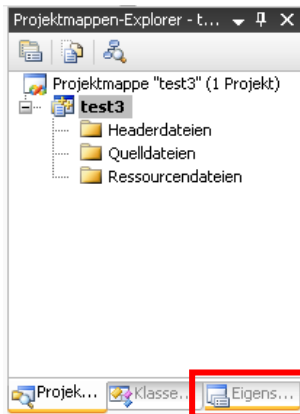 Projektmappen-Explorer - t...
Projektmappe "test3" (1 Projekt)
test3
Headerdateien
Quelldateien
Ressourcendateien
Projek... Klasse... Eigens...